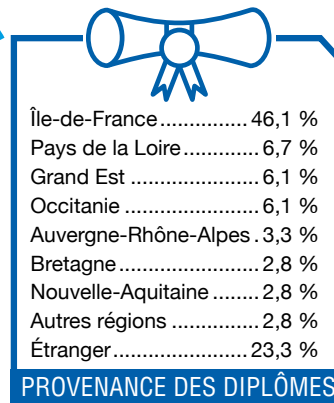 Île-de-France............... 46,1 %
Pays de la Loire............ 6,7 %
Grand Est .................... 6,1 %
Occitanie ..................... 6,1 %
Auvergne-Rhône-Alpes . 3,3 %
Bretagne...................... 2,8 %
Nouvelle-Aquitaine ........ 2,8 %
Autres régions .............. 2,8 %
Étranger...................... 23,3 %
PROVENANCE DES DIPLÔMES